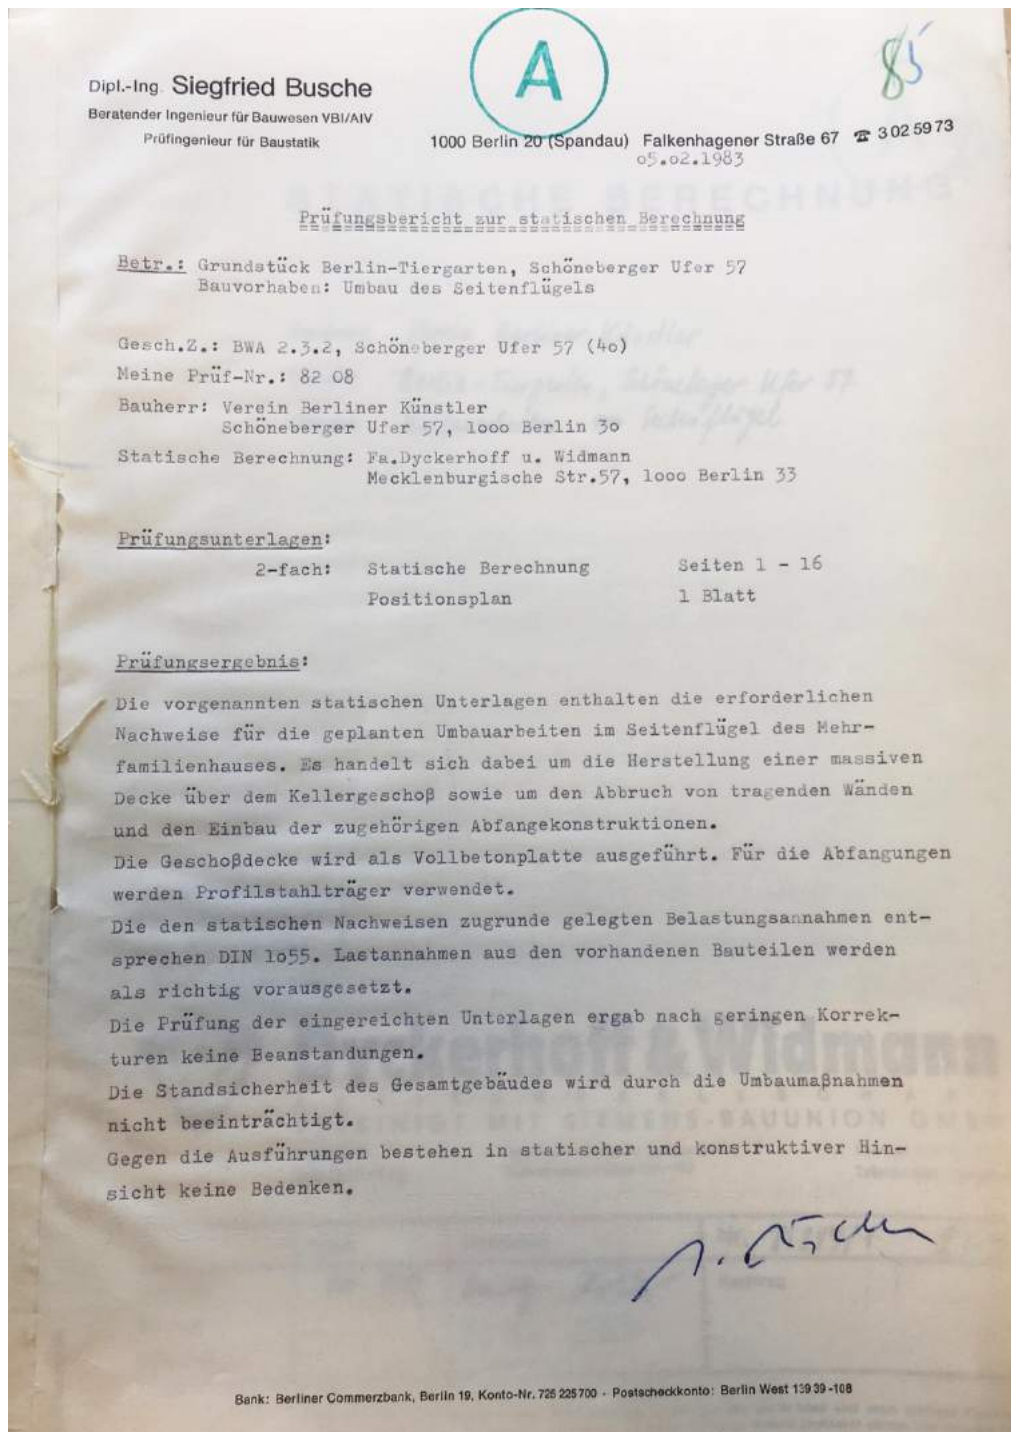 A
85
Dipl.-Ing. Siegfried Busche
Beratender Ingenieur für Bauwesen VBI/AIV
Prüfingenieur für Baustatik
1000 Berlin 20 (Spandau) Falkenhagener Straße 67 ☎ 3025973
05.02.1983
Prüfungsbericht zur statischen Berechnung
Betr.: Grundstück Berlin-Tiergarten, Schöneberger Ufer 57
Bauvorhaben: Umbau des Seitenflügels
Gesch.Z.: BWA 2.3.2, Schöneberger Ufer 57 (4o)
Meine Prüf-Nr.: 82 08
Bauherr: Verein Berliner Künstler
Schöneberger Ufer 57, 1ooo Berlin 3o
Statische Berechnung: Fa.Dyckerhoff u. Widmann
Mecklenburgische Str.57, 1ooo Berlin 33
Prüfungsunterlagen:
2-fach: Statische Berechnung Seiten 1 - 16
Positionsplan 1 Blatt
Prüfungsergebnis:
Die vorgenannten statischen Unterlagen enthalten die erforderlichen
Nachweise für die geplanten Umbauarbeiten im Seitenflügel des Mehr-
familienhauses. Es handelt sich dabei um die Herstellung einer massiven
Decke über dem Kellergeschoß sowie um den Abbruch von tragenden Wänden
und den Einbau der zugehörigen Abfangekonstruktionen.
Die Geschoßdecke wird als Vollbetonplatte ausgeführt. Für die Abfangungen
werden Profilstahlträger verwendet.
Die den statischen Nachweisen zugrunde gelegten Belastungsannahmen ent-
sprechen DIN 1o55. Lastannahmen aus den vorhandenen Bauteilen werden
als richtig vorausgesetzt.
Die Prüfung der eingereichten Unterlagen ergab nach geringen Korrek-
turen keine Beanstandungen.
Die Standsicherheit des Gesamtgebäudes wird durch die Umbaumaßnahmen
nicht beeinträchtigt.
Gegen die Ausführungen bestehen in statischer und konstruktiver Hin-
sicht keine Bedenken.
Bank: Berliner Commerzbank, Berlin 19, Konto-Nr. 726 225 700 · Postscheckkonto: Berlin West 139 39-108